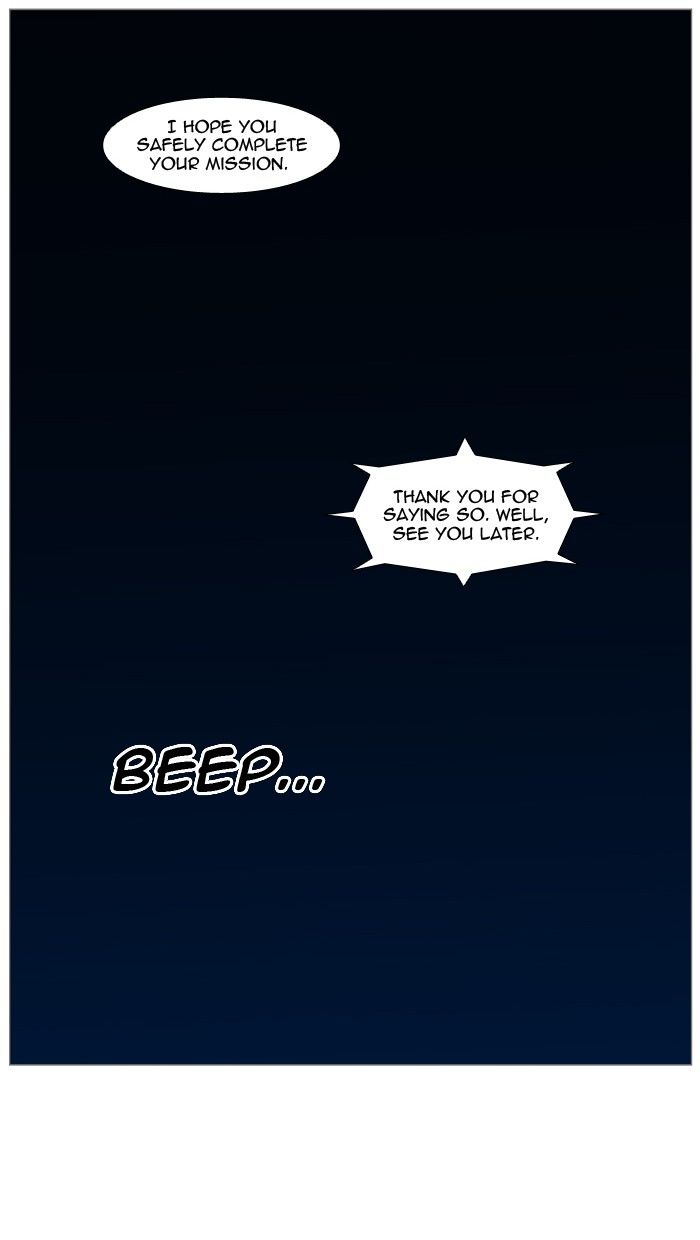 I HOPE YOU
SAFELY COMPLETE
YOUR MISSION.
THANK YOU FOR
SAYING SO. WELL,
SEE YOU LATER.
BEEP...